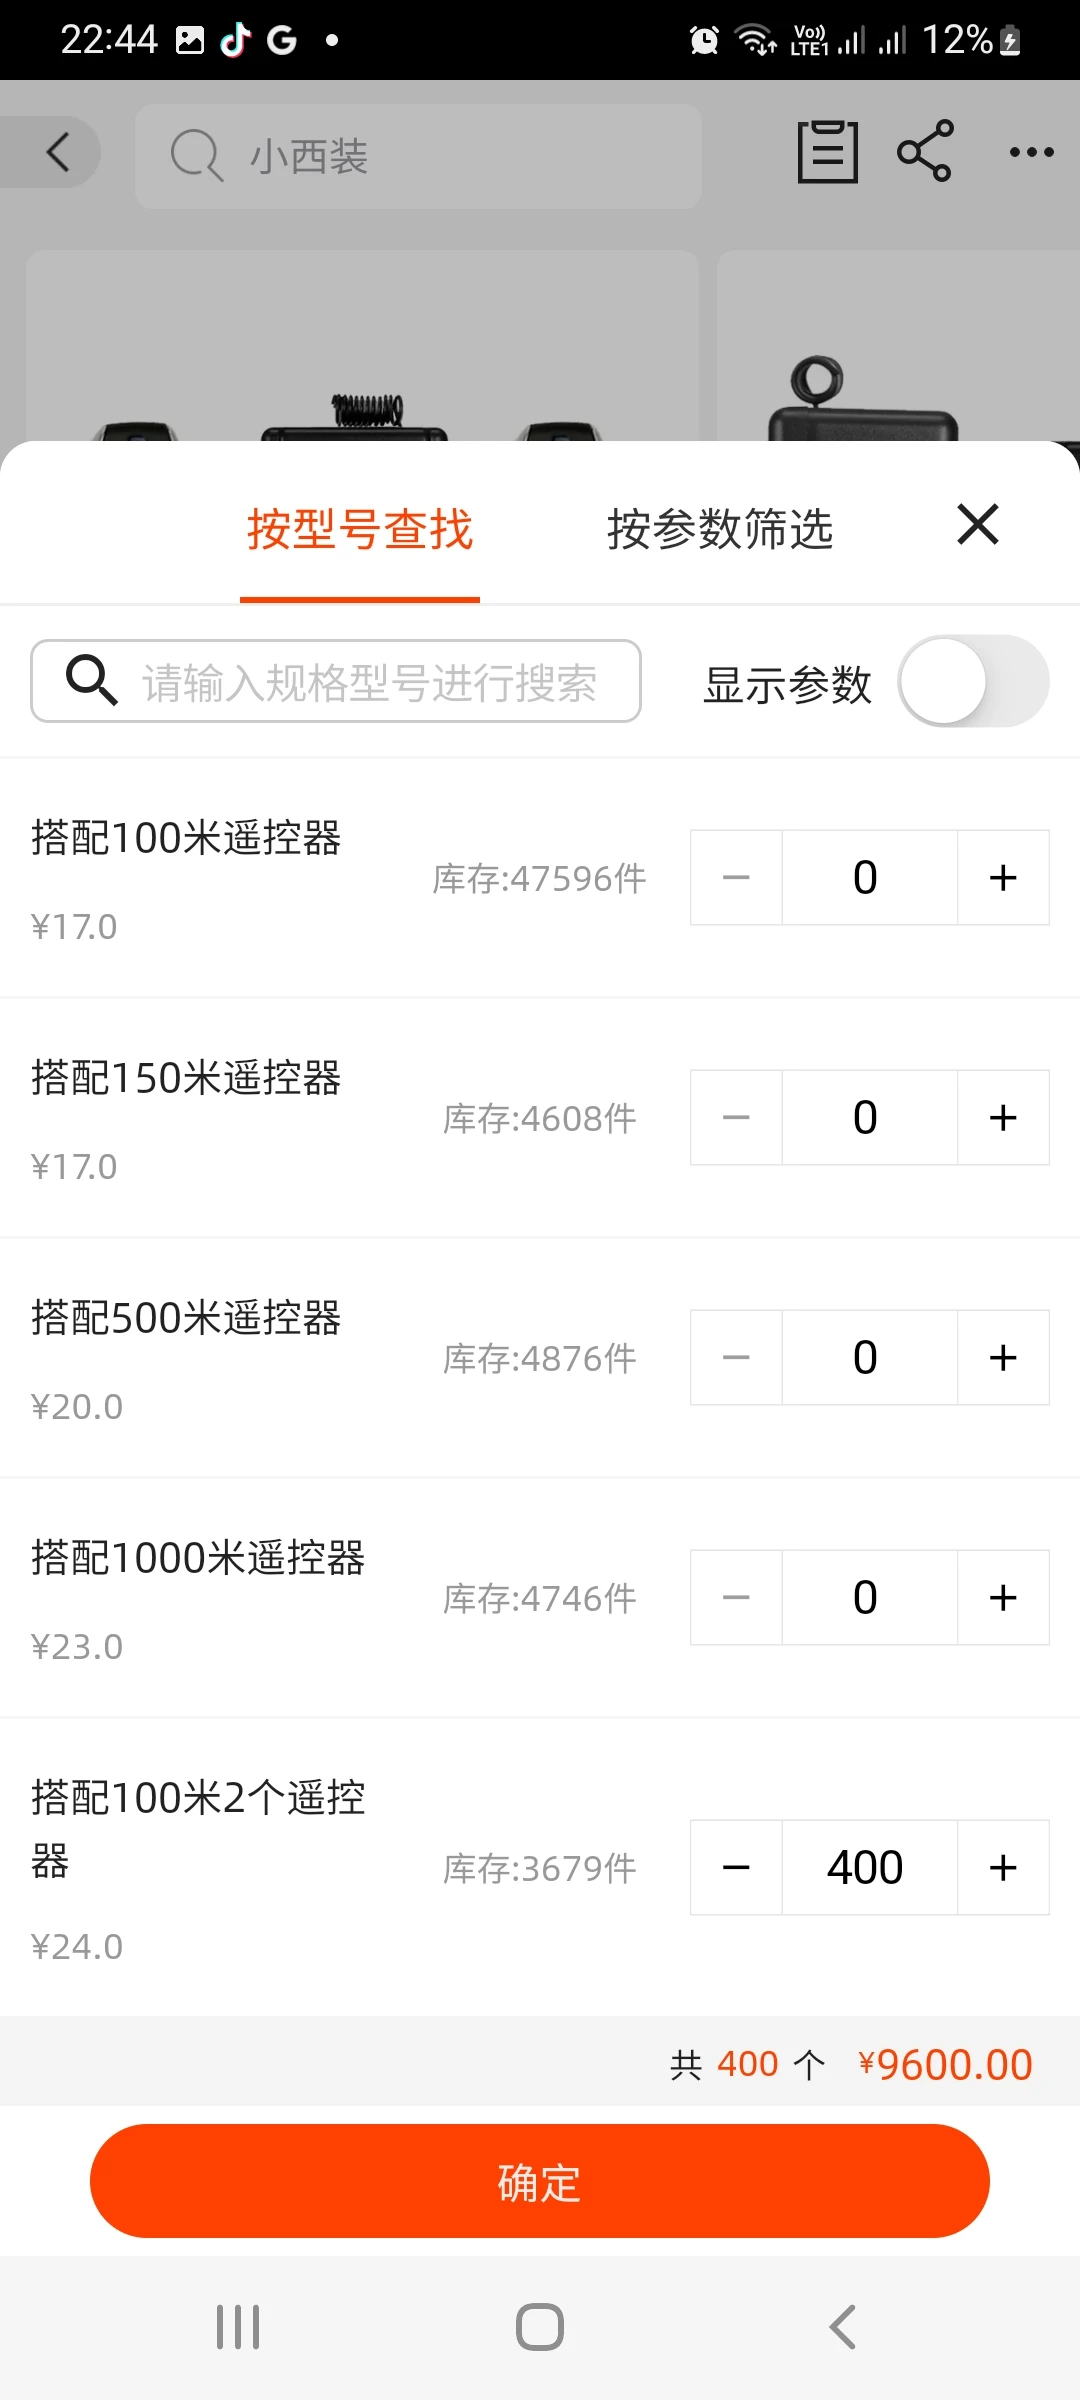 22:44
Vo)) LTE1
12%
小西装
按型号查找 按参数筛选
请输入规格型号进行搜索 显示参数
搭配100米遥控器
库存:47596件 0
¥17.0
搭配150米遥控器
库存:4608件 0
¥17.0
搭配500米遥控器
库存:4876件 0
¥20.0
搭配1000米遥控器
库存:4746件 0
¥23.0
搭配100米2个遥控
器
库存:3679件 400
¥24.0
共 400 个 ¥9600.00
确定